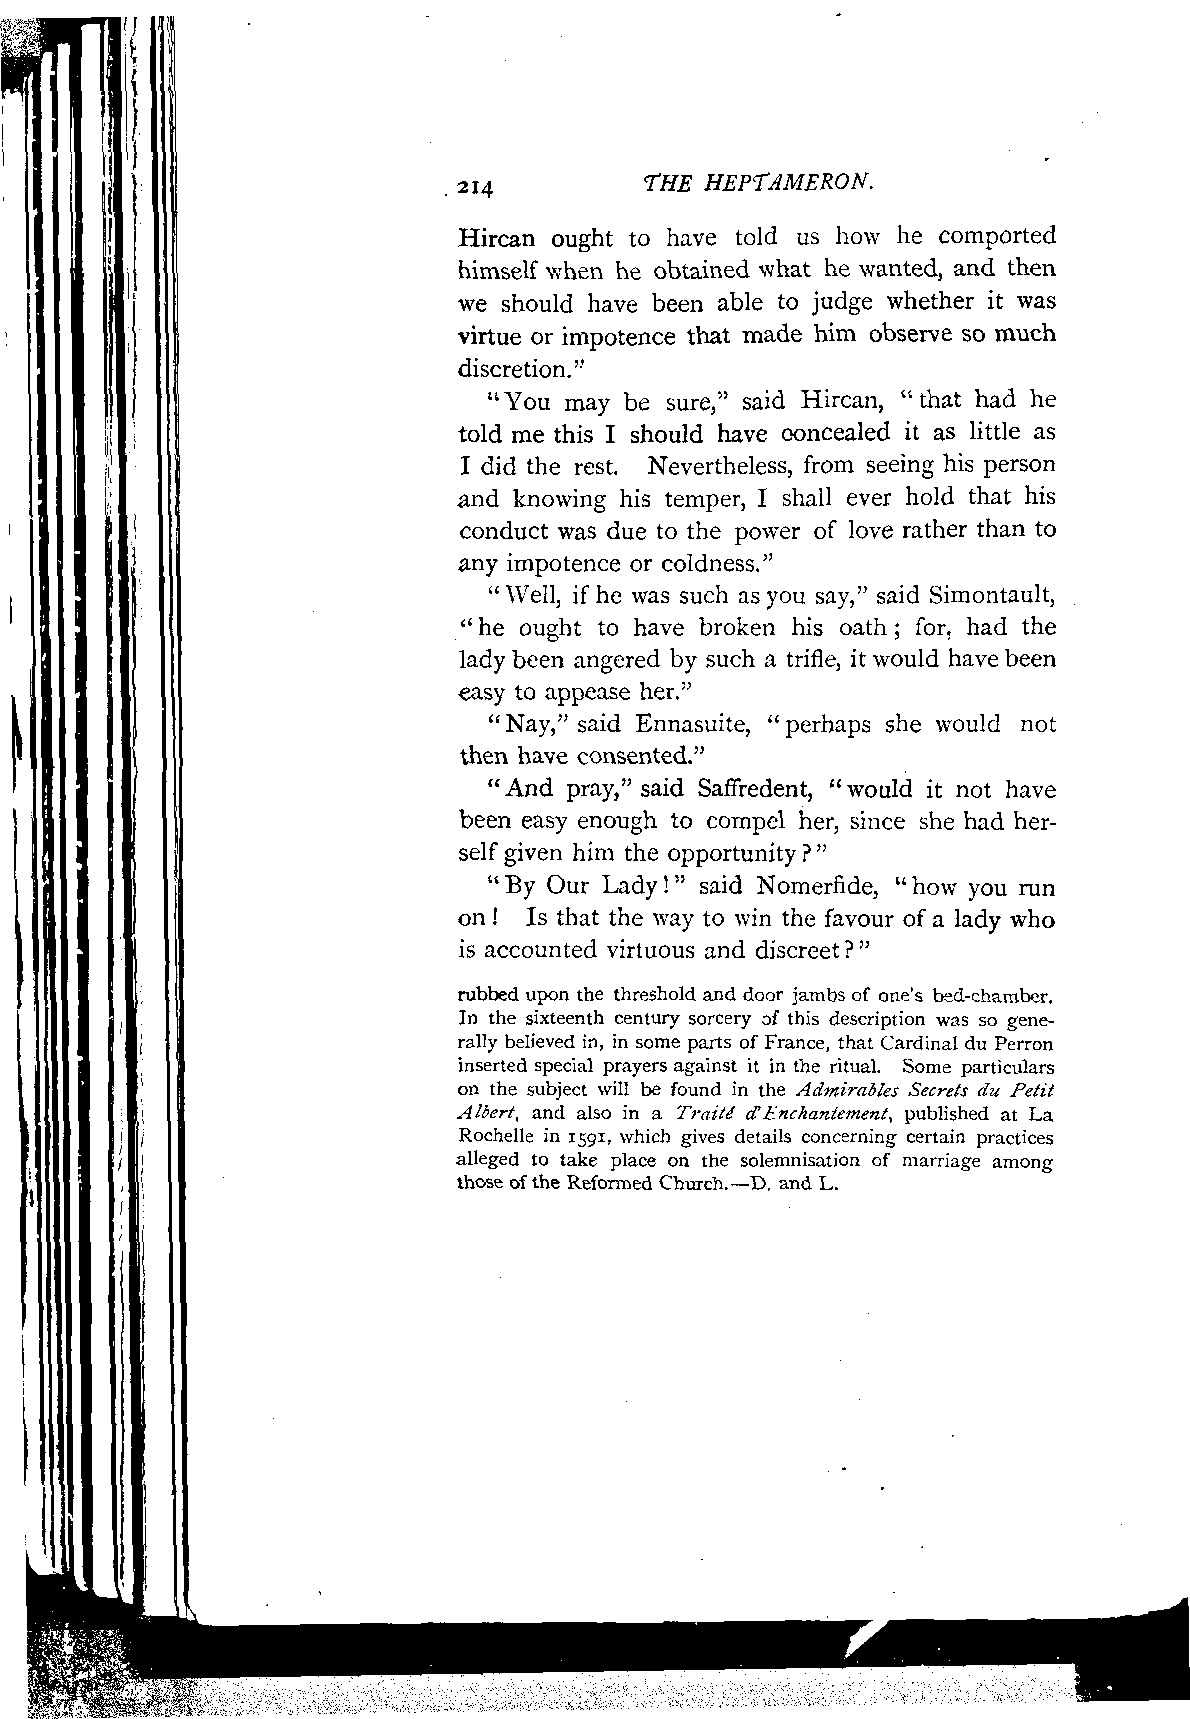 214 THE HEPTAMERON.
Hircan ought to have told us how he comported
himself when he obtained what he wanted, and then
we should have been able to judge whether it was
virtue or impotence that made him observe so much
discretion."
"You may be sure," said Hircan, "that had he
told me this I should have concealed it as little as
I did the rest. Nevertheless, from seeing his person
and knowing his temper, I shall ever hold that his
conduct was due to the power of love rather than to
any impotence or coldness."
"Well, if he was such as you say," said Simontault,
"he ought to have broken his oath; for, had the
lady been angered by such a trifle, it would have been
easy to appease her."
"Nay," said Ennasuite, "perhaps she would not
then have consented."
"And pray," said Saffredent, "would it not have
been easy enough to compel her, since she had her-
self given him the opportunity?"
"By Our Lady!" said Nomerfide, "how you run
on! Is that the way to win the favour of a lady who
is accounted virtuous and discreet?"
rubbed upon the threshold and door jambs of one's bed-chamber.
In the sixteenth century sorcery of this description was so gene-
rally believed in, in some parts of France, that Cardinal du Perron
inserted special prayers against it in the ritual. Some particulars
on the subject will be found in the Admirables Secrets du Petit
Albert, and also in a Traité d'Enchantement, published at La
Rochelle in 1591, which gives details concerning certain practices
alleged to take place on the solemnisation of marriage among
those of the Reformed Church.—D. and L.